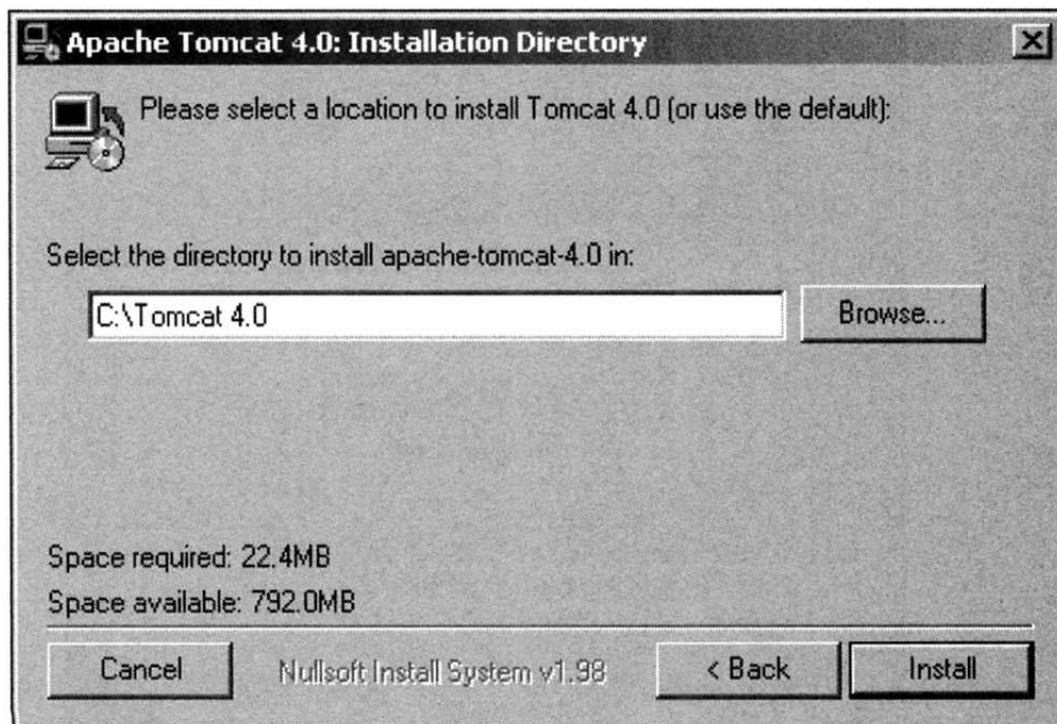 Apache Tomcat 4.0: Installation Directory
Please select a location to install Tomcat 4.0 (or use the default):
Select the directory to install apache-tomcat-4.0 in:
C:\Tomcat 4.0
Browse...
Space required: 22.4MB
Space available: 792.0MB
Cancel
Nullsoft Install System v1.98
< Back
Install